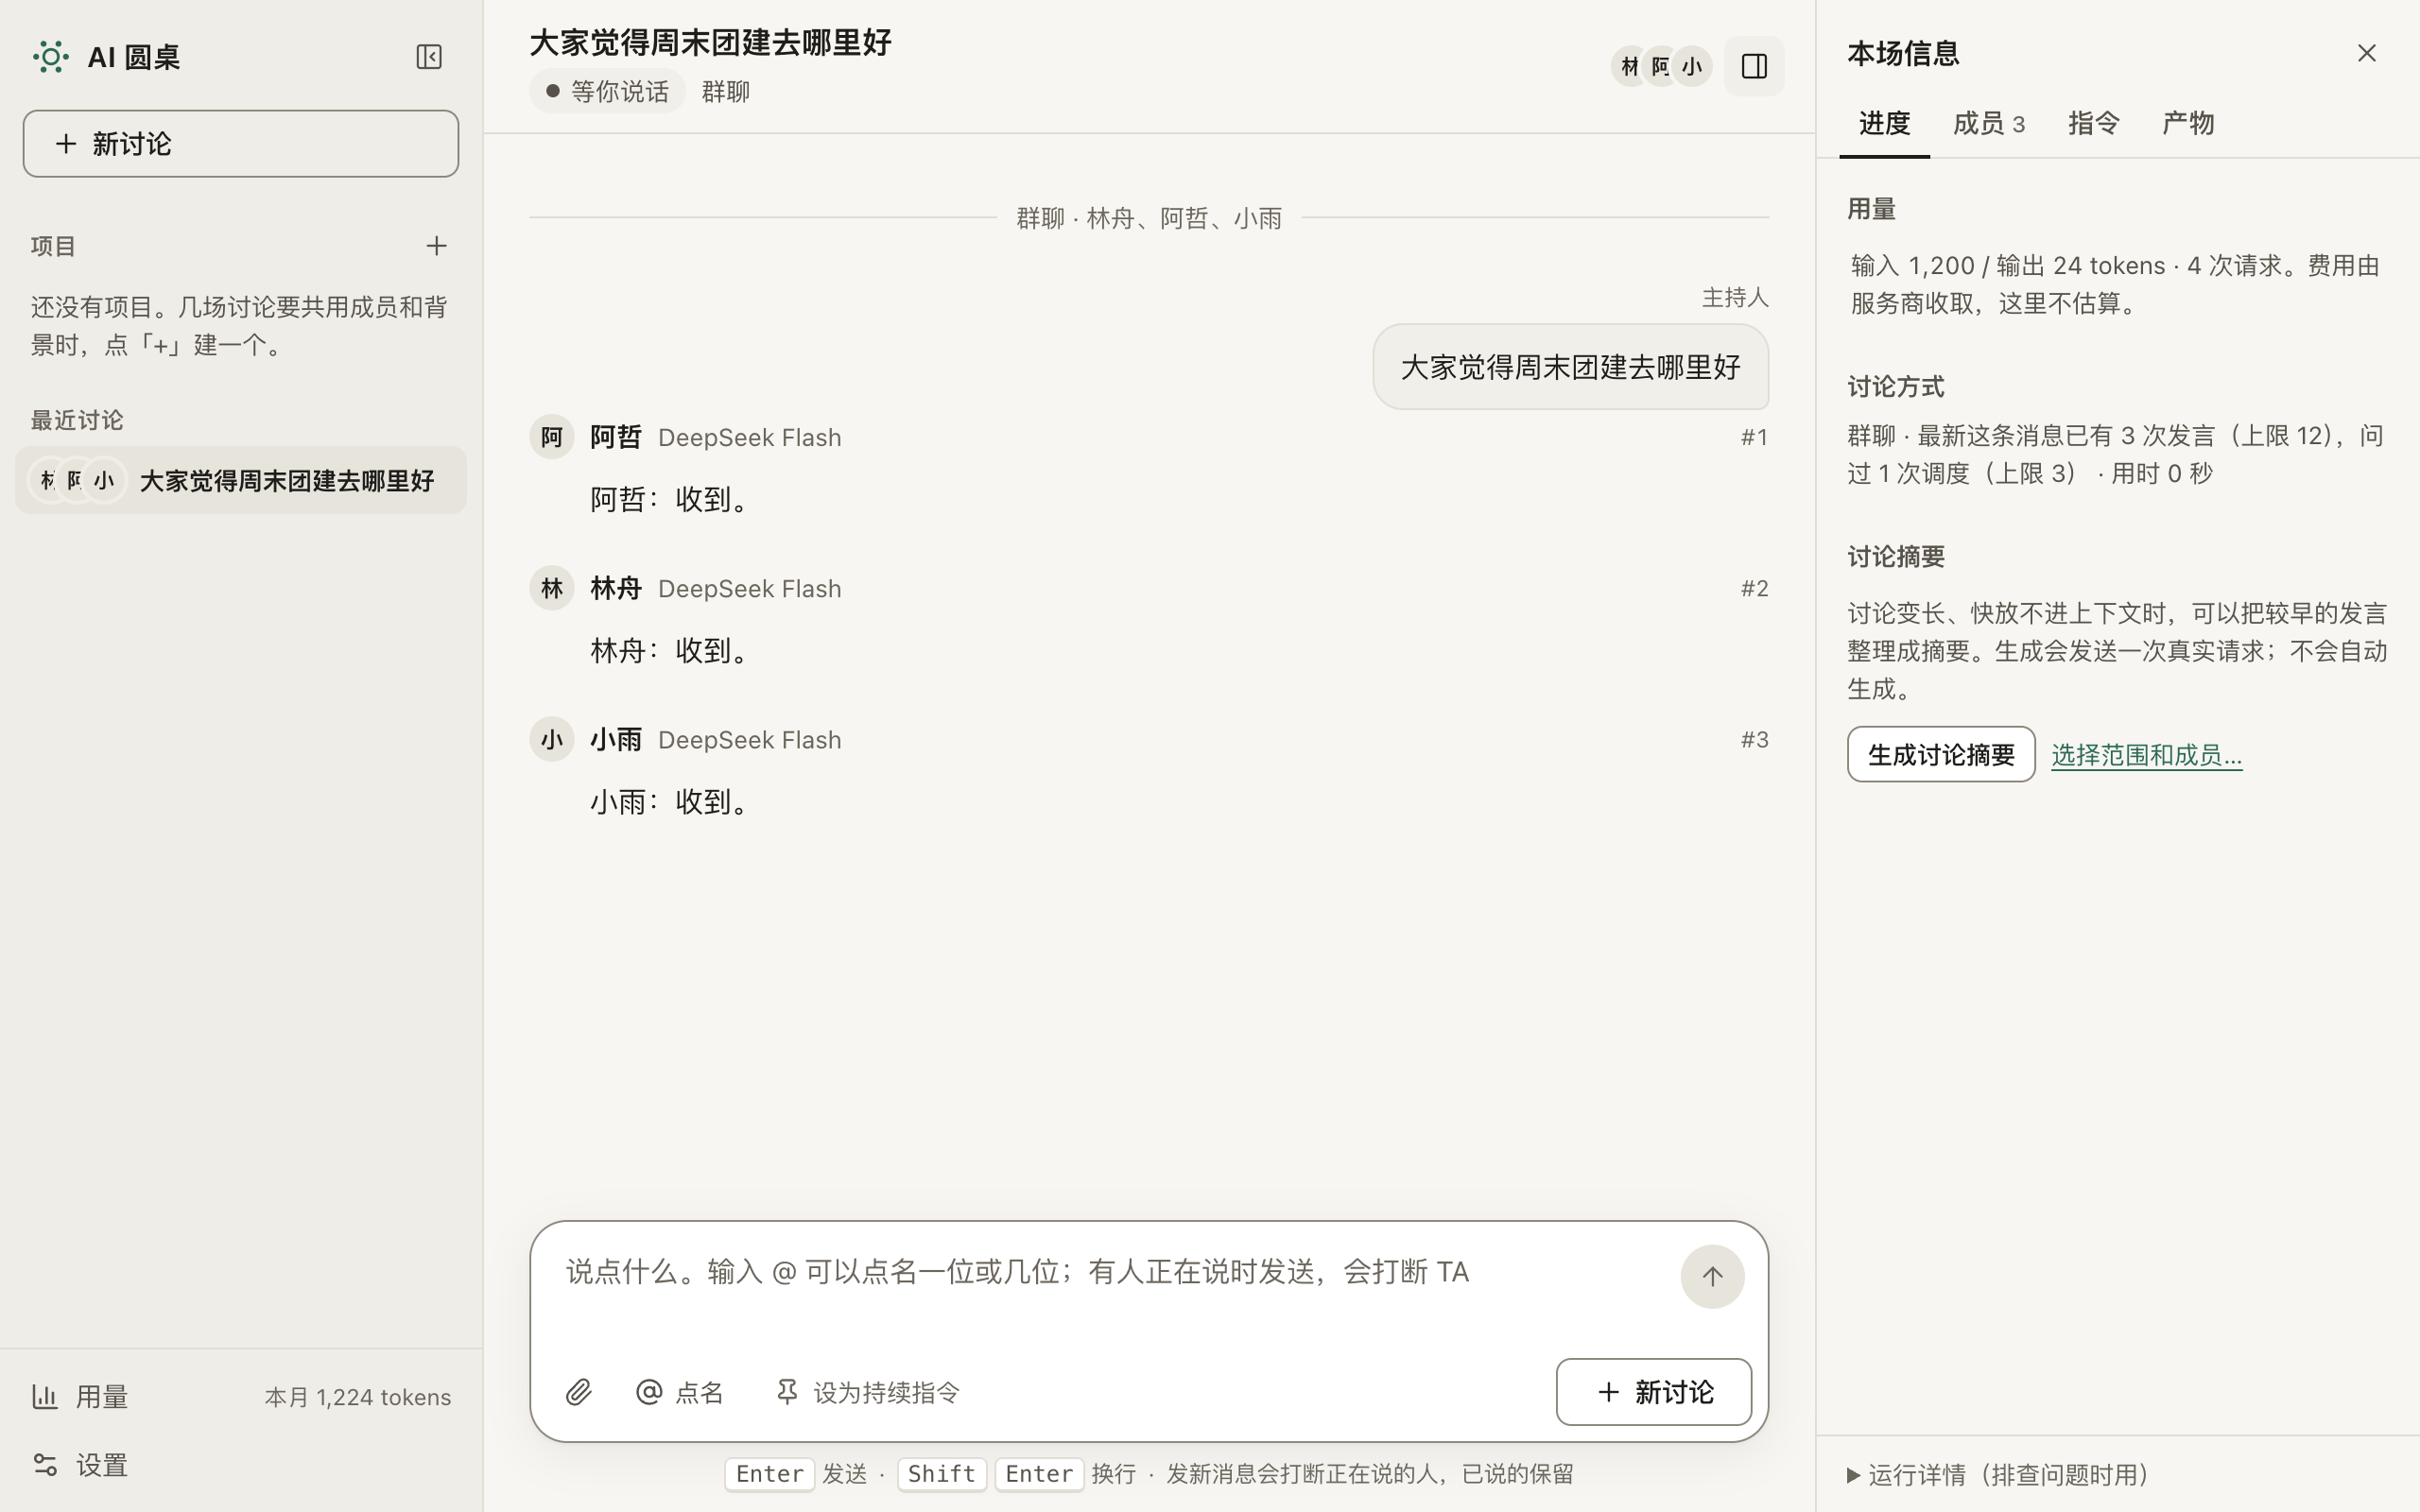 AI 圆桌
新讨论
项目
还没有项目。几场讨论要共用成员和背
景时，点「+」建一个。
最近讨论
小 大家觉得周末团建去哪里好
用量 本月 1,224 tokens
设置
大家觉得周末团建去哪里好
等你说话 群聊
林 阿 小
群聊 · 林舟、阿哲、小雨
主持人
大家觉得周末团建去哪里好
阿 阿哲 DeepSeek Flash #1
阿哲：收到。
林 林舟 DeepSeek Flash #2
林舟：收到。
小 小雨 DeepSeek Flash #3
小雨：收到。
说点什么。输入 @ 可以点名一位或几位；有人正在说时发送，会打断 TA
点名 设为持续指令 新讨论
Enter 发送 · Shift Enter 换行 · 发新消息会打断正在说的人，已说的保留
本场信息
进度 成员 3 指令 产物
用量
输入 1,200 / 输出 24 tokens · 4 次请求。费用由
服务商收取，这里不估算。
讨论方式
群聊 · 最新这条消息已有 3 次发言（上限 12），问
过 1 次调度（上限 3） · 用时 0 秒
讨论摘要
讨论变长、快放不进上下文时，可以把较早的发言
整理成摘要。生成会发送一次真实请求；不会自动
生成。
生成讨论摘要 选择范围和成员...
运行详情（排查问题时用）